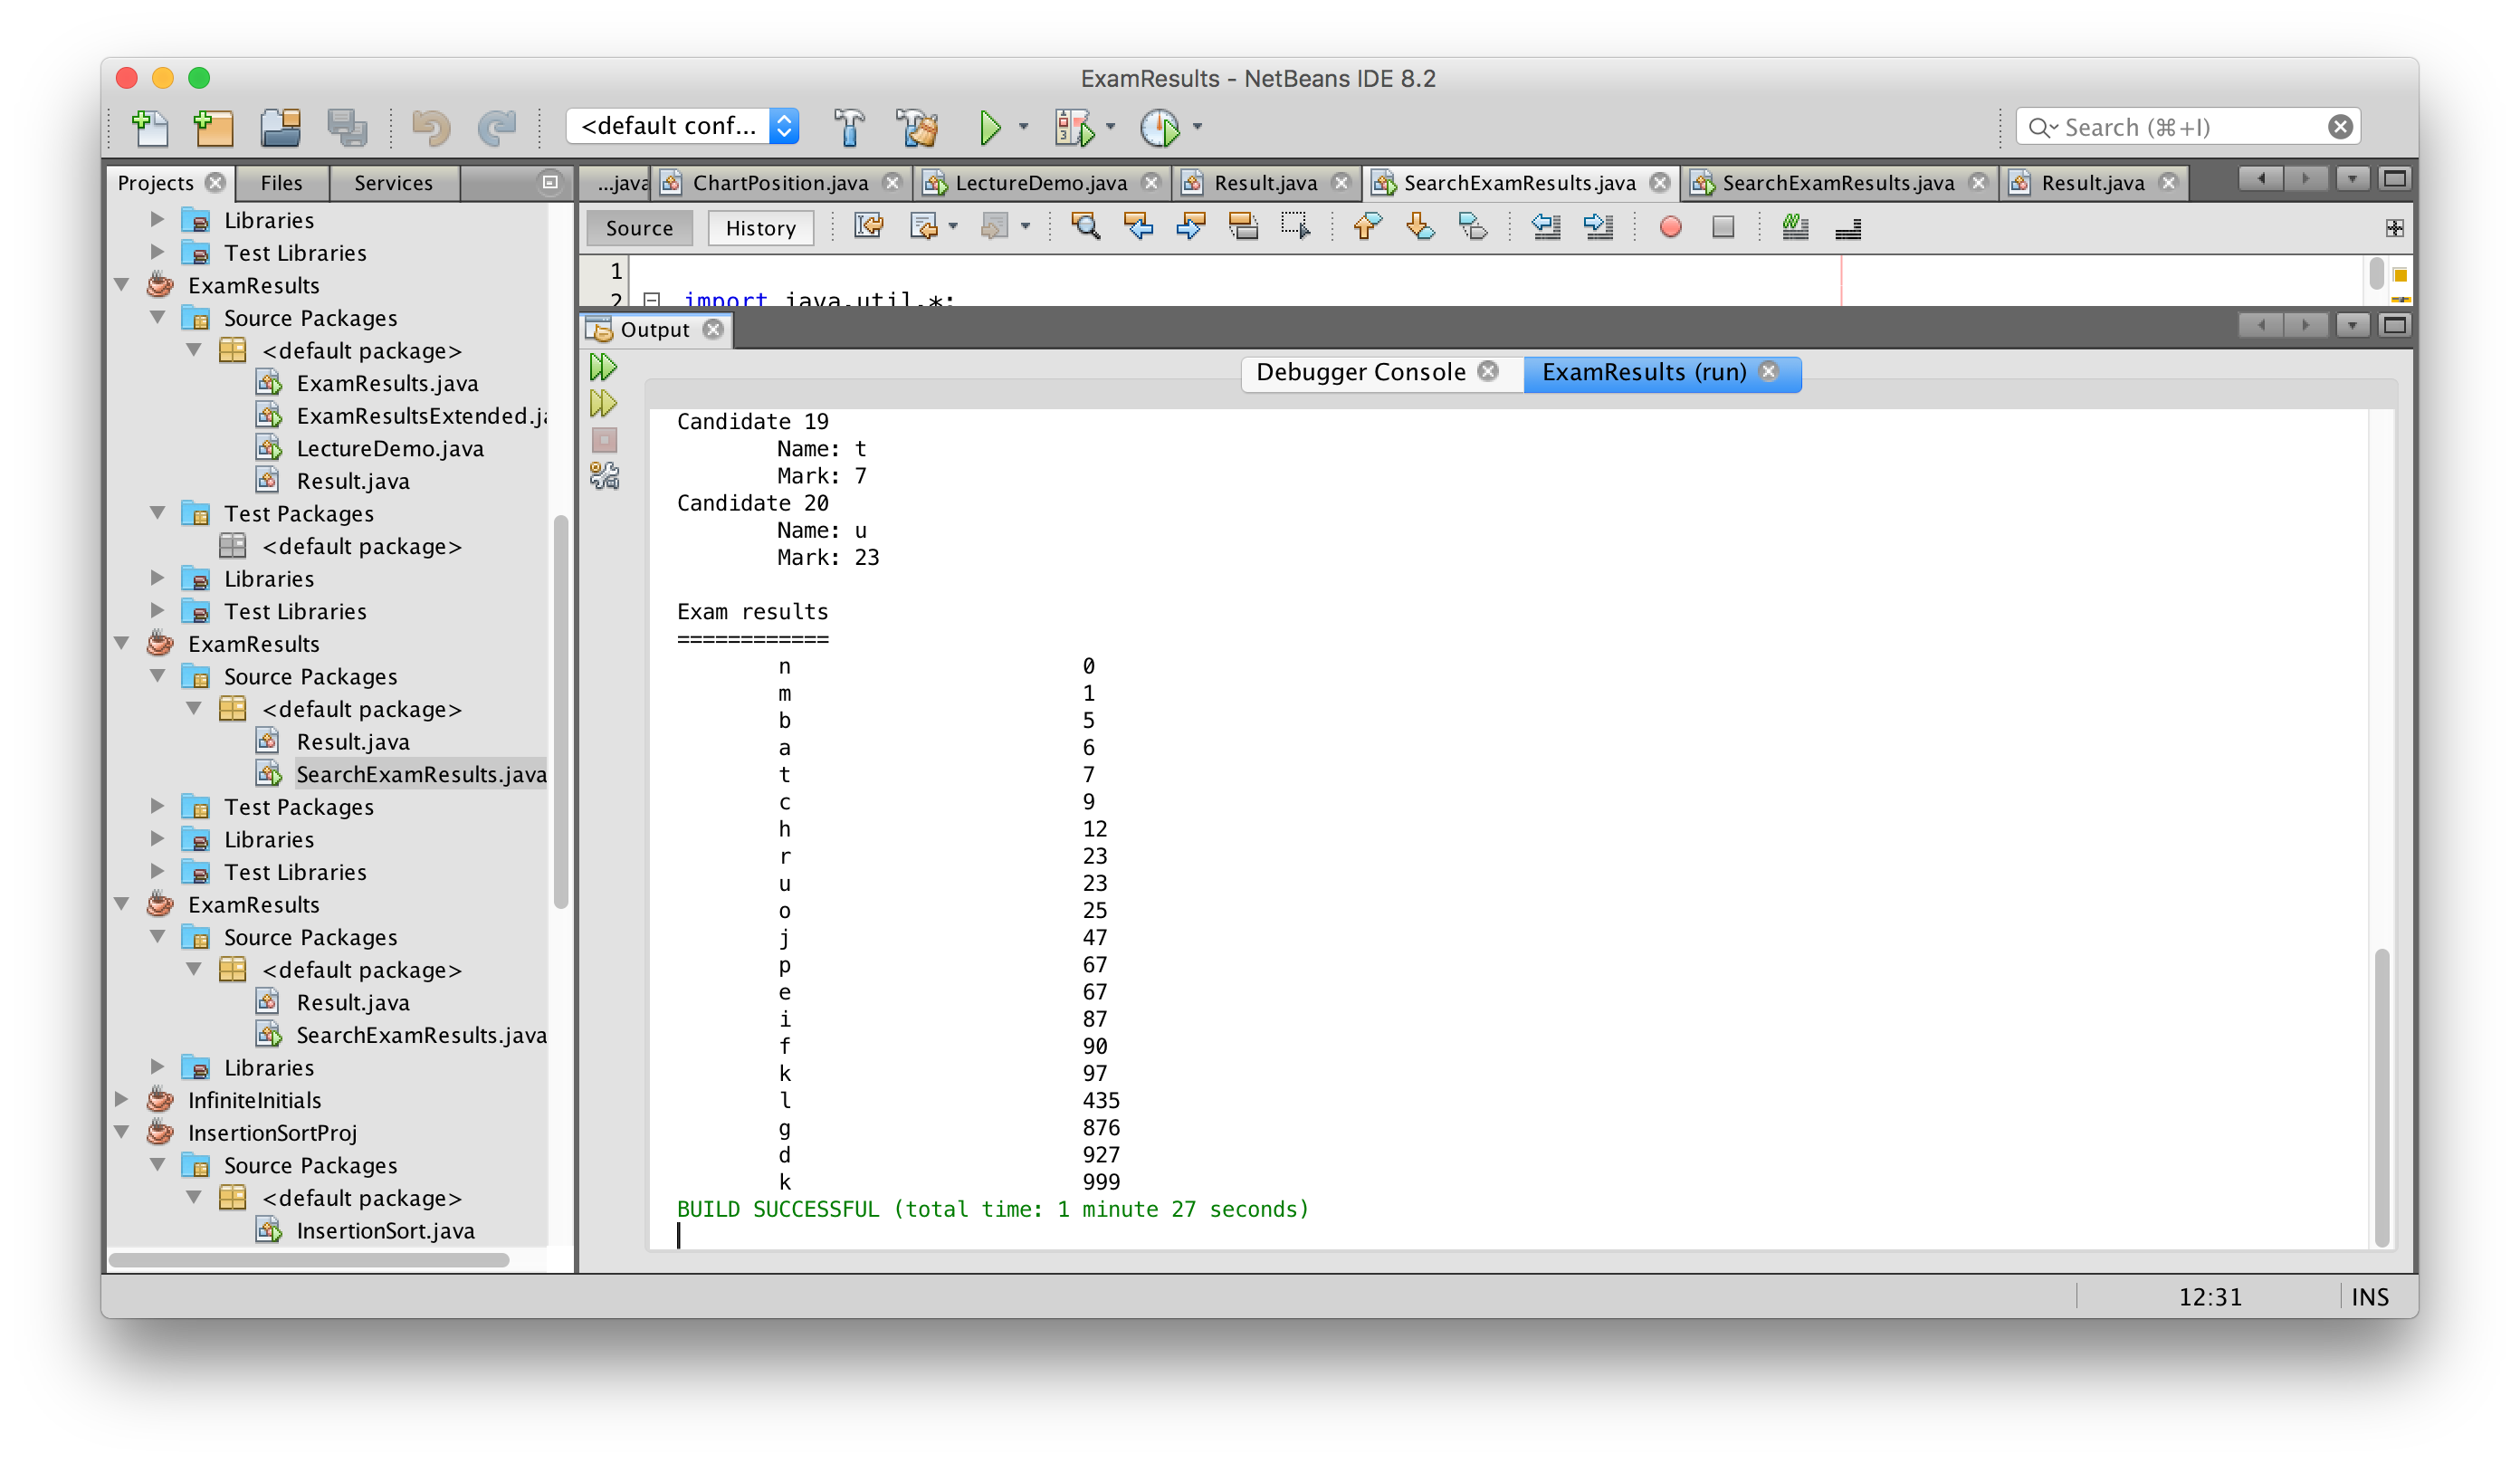 ExamResults - NetBeans IDE 8.2
<default conf...
Search (⌘+I)
Projects
Files
Services
Libraries
Test Libraries
ExamResults
Source Packages
<default package>
ExamResults.java
ExamResultsExtended.ja
LectureDemo.java
Result.java
Test Packages
<default package>
Libraries
Test Libraries
ExamResults
Source Packages
<default package>
Result.java
SearchExamResults.java
Test Packages
Libraries
Test Libraries
ExamResults
Source Packages
<default package>
Result.java
SearchExamResults.java
Libraries
InfiniteInitials
InsertionSortProj
Source Packages
<default package>
InsertionSort.java
...java ChartPosition.java LectureDemo.java Result.java SearchExamResults.java SearchExamResults.java Result.java
Source History
1
2 import java.util.*;
Output
Debugger Console ExamResults (run)
Candidate 19
Name: t
Mark: 7
Candidate 20
Name: u
Mark: 23
Exam results
============
n 0
m 1
b 5
a 6
t 7
c 9
h 12
r 23
u 23
o 25
j 47
p 67
e 67
i 87
f 90
k 97
l 435
g 876
d 927
k 999
BUILD SUCCESSFUL (total time: 1 minute 27 seconds)
12:31 INS